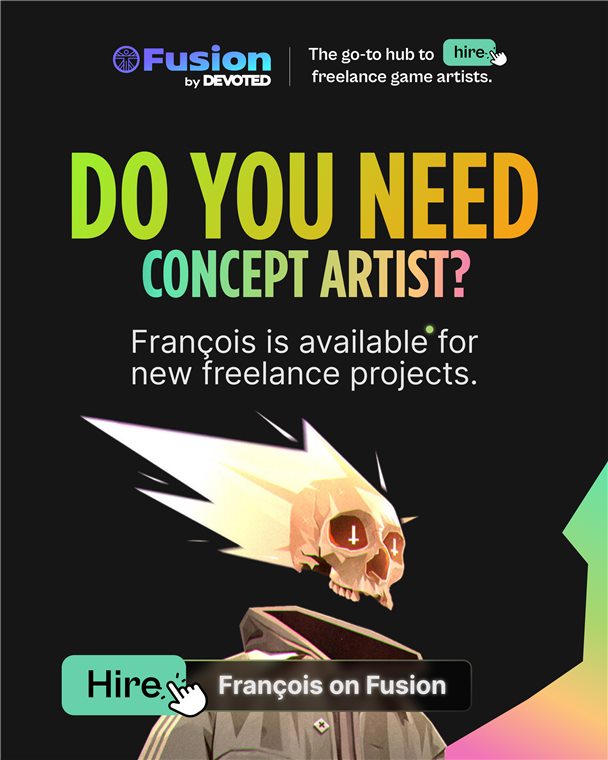 Fusion
by DEVOTED
The go-to hub to hire
freelance game artists.
DO YOU NEED
CONCEPT ARTIST?
François is available for
new freelance projects.
Hire
François on Fusion